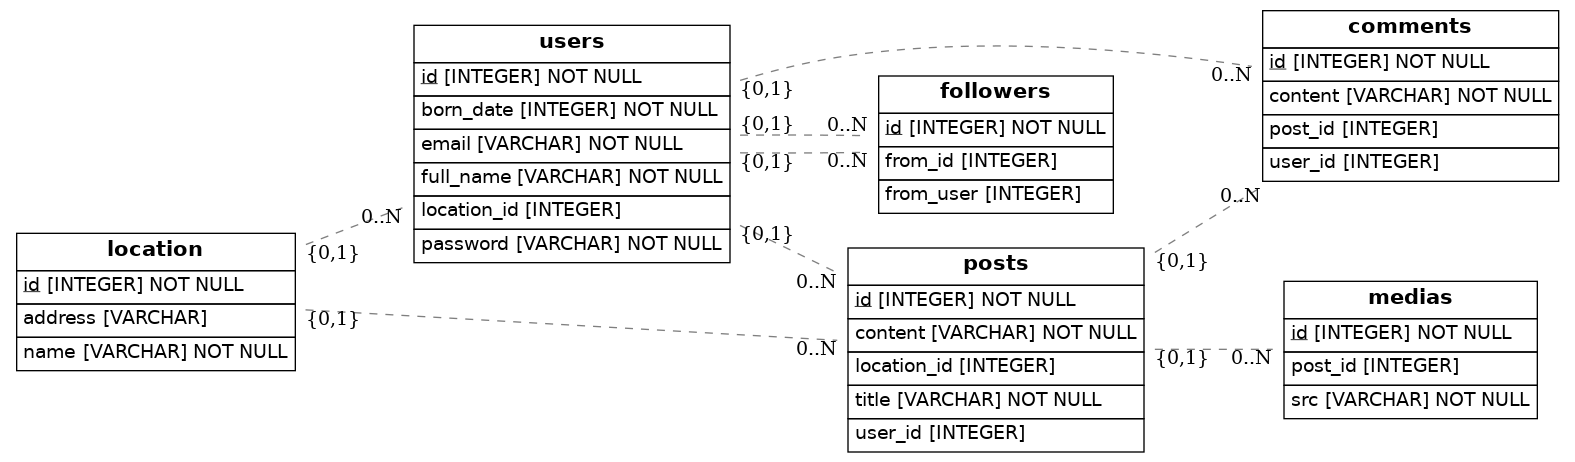 users
id [INTEGER] NOT NULL
born_date [INTEGER] NOT NULL
email [VARCHAR] NOT NULL
full_name [VARCHAR] NOT NULL
location_id [INTEGER]
password [VARCHAR] NOT NULL
location
id [INTEGER] NOT NULL
address [VARCHAR]
name [VARCHAR] NOT NULL
followers
id [INTEGER] NOT NULL
from_id [INTEGER]
from_user [INTEGER]
posts
id [INTEGER] NOT NULL
content [VARCHAR] NOT NULL
location_id [INTEGER]
title [VARCHAR] NOT NULL
user_id [INTEGER]
comments
id [INTEGER] NOT NULL
content [VARCHAR] NOT NULL
post_id [INTEGER]
user_id [INTEGER]
medias
id [INTEGER] NOT NULL
post_id [INTEGER]
src [VARCHAR] NOT NULL
{0,1}
0..N
{0,1}
0..N
{0,1}
0..N
{0,1}
0..N
{0,1}
0..N
{0,1}
0..N
{0,1}
0..N
{0,1}
0..N